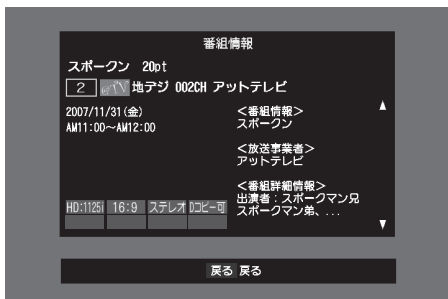 番組情報
スポークン 20pt
2 地デジ 002CH アットテレビ
2007/11/31(金)
AM11:00～AM12:00
<番組情報>
スポークン
<放送事業者>
アットテレビ
<番組詳細情報>
出演者：スポークマン兄
スポークマン弟、...
HD:1125i 16:9 ステレオ Dコピー可
戻る 戻る